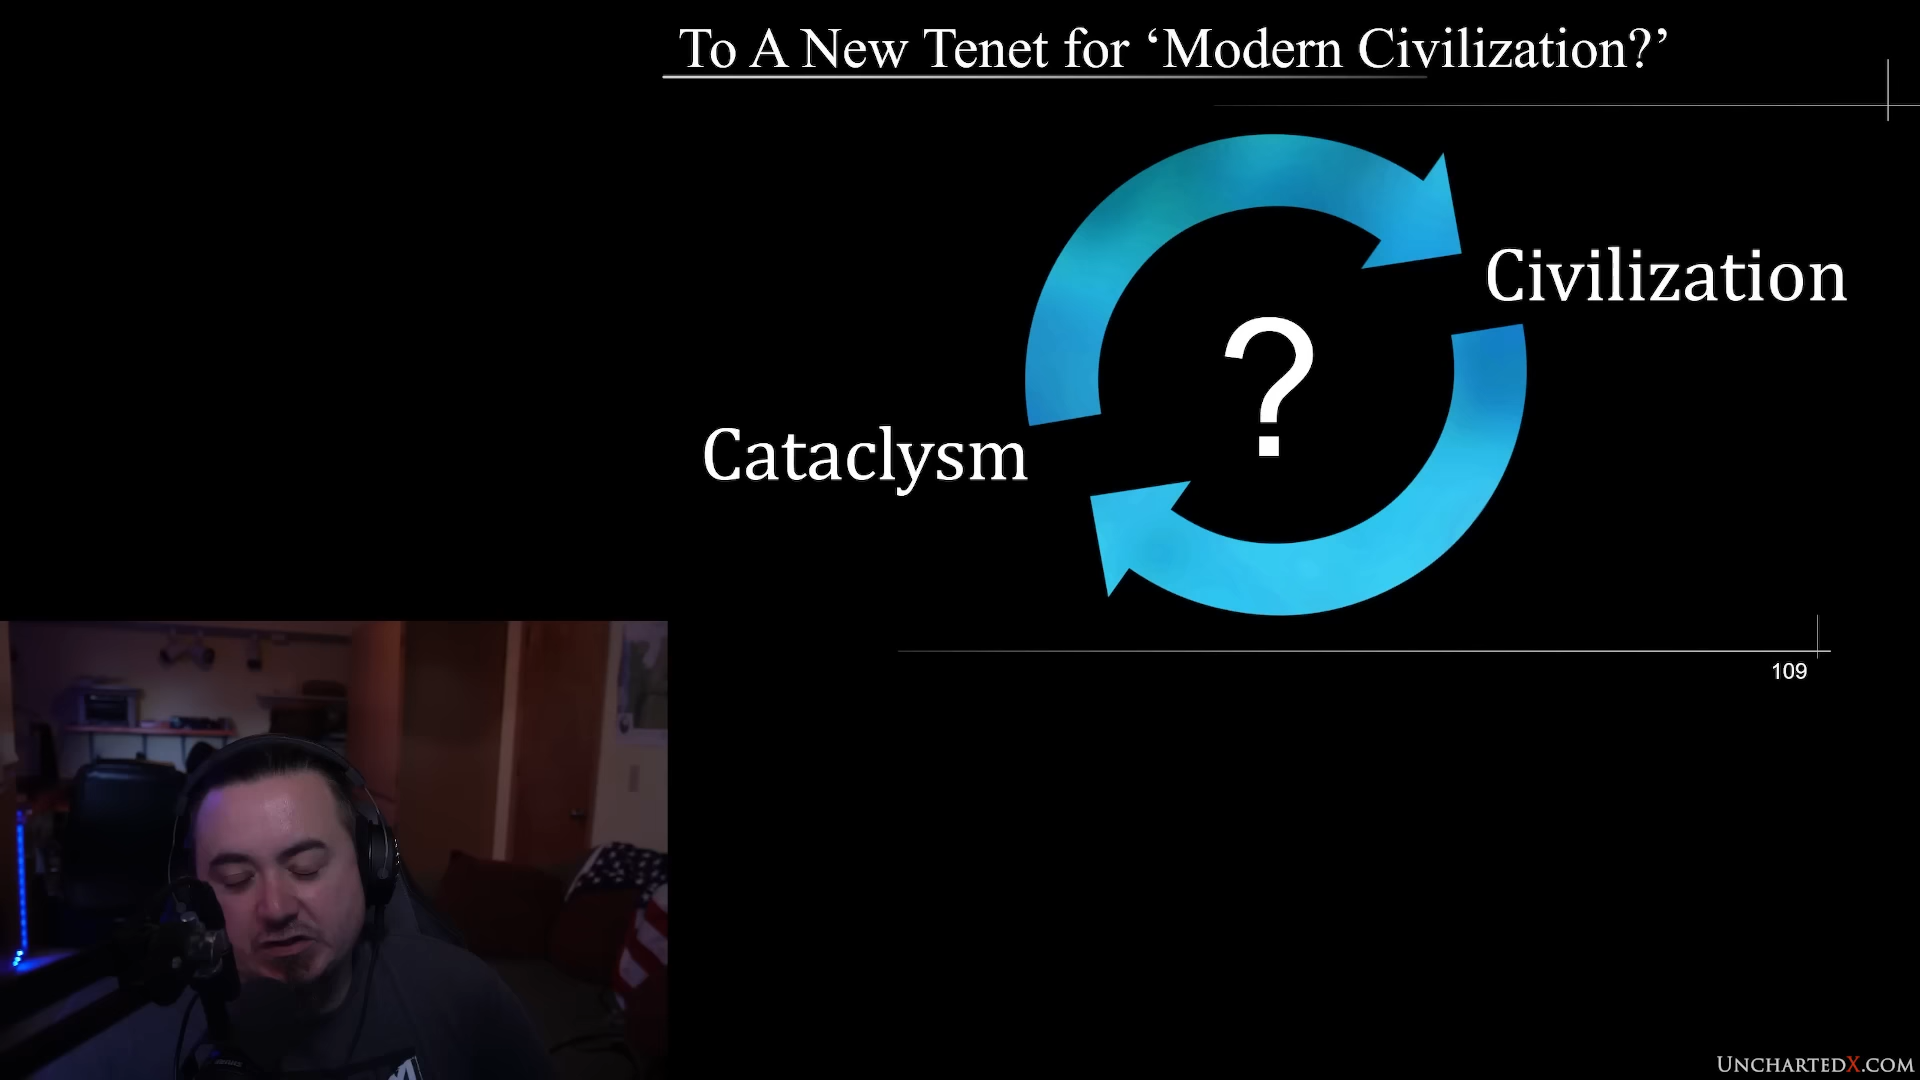 To A New Tenet for ‘Modern Civilization?’
Civilization
?
Cataclysm
109
UnchartedX.com